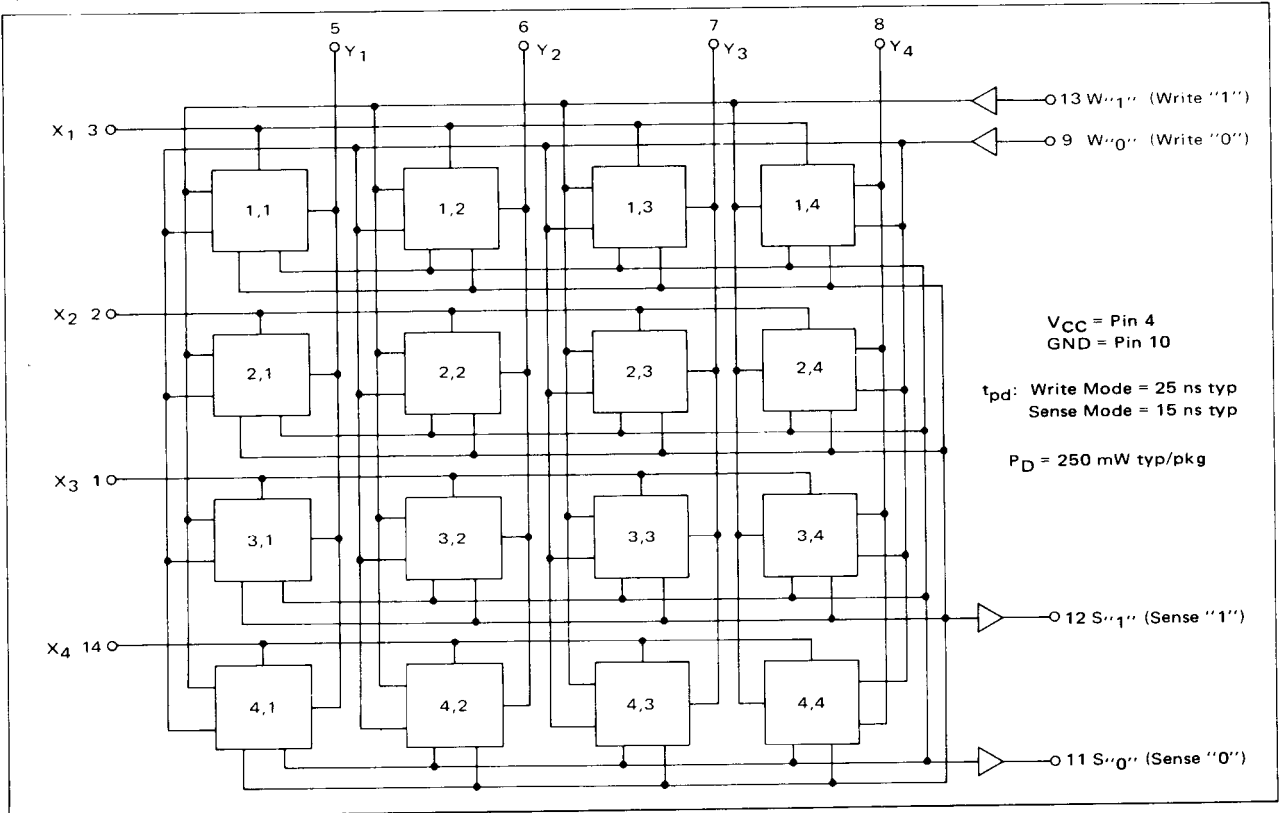 5 6 7 8
Y1 Y2 Y3 Y4
13 W"1" (Write "1")
X1 3
9 W"0" (Write "0")
1,1 1,2 1,3 1,4
X2 2
VCC = Pin 4
GND = Pin 10
2,1 2,2 2,3 2,4
tpd: Write Mode = 25 ns typ
Sense Mode = 15 ns typ
PD = 250 mW typ/pkg
X3 1
3,1 3,2 3,3 3,4
12 S"1" (Sense "1")
X4 14
4,1 4,2 4,3 4,4
11 S"0" (Sense "0")